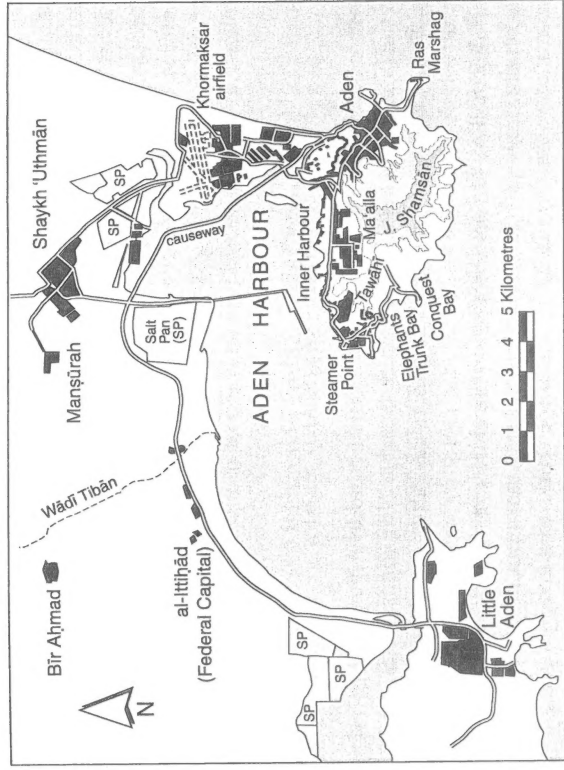 N
Bīr Aḥmad
Wādī Tibān
al-Ittiḥād
(Federal Capital)
Manṣūrah
Shaykh ‘Uthmān
SP
SP
Salt
Pan
(SP)
causeway
Khormaksar
airfield
ADEN HARBOUR
Inner Harbour
Aden
Ras
Marshag
Ma‘alla
J. Shamsān
Tawāhī
Steamer
Point
Elephants
Trunk Bay
Conquest
Bay
SP
SP
SP
Little
Aden
0 1 2 3 4 5 Kilometres